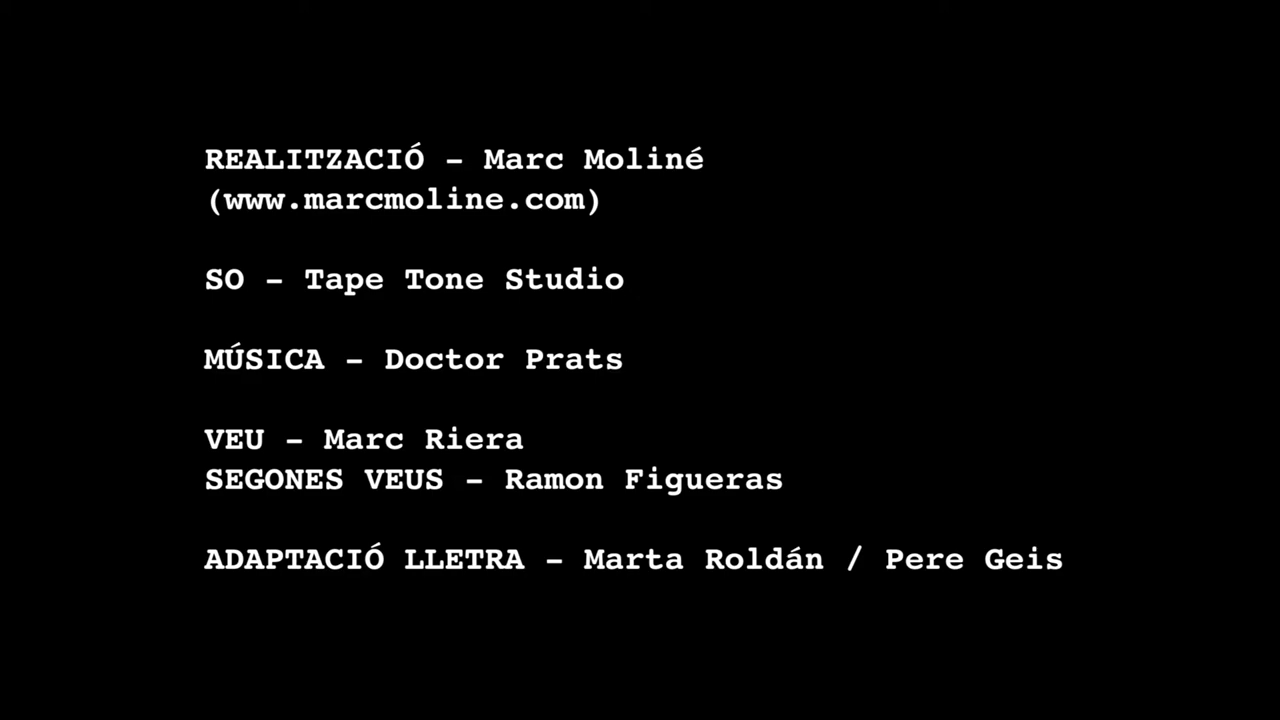 REALITZACIÓ - Marc Moliné
(www.marcmoline.com)
SO - Tape Tone Studio
MÚSICA - Doctor Prats
VEU - Marc Riera
SEGONES VEUS - Ramon Figueras
ADAPTACIÓ LLETRA - Marta Roldán / Pere Geis